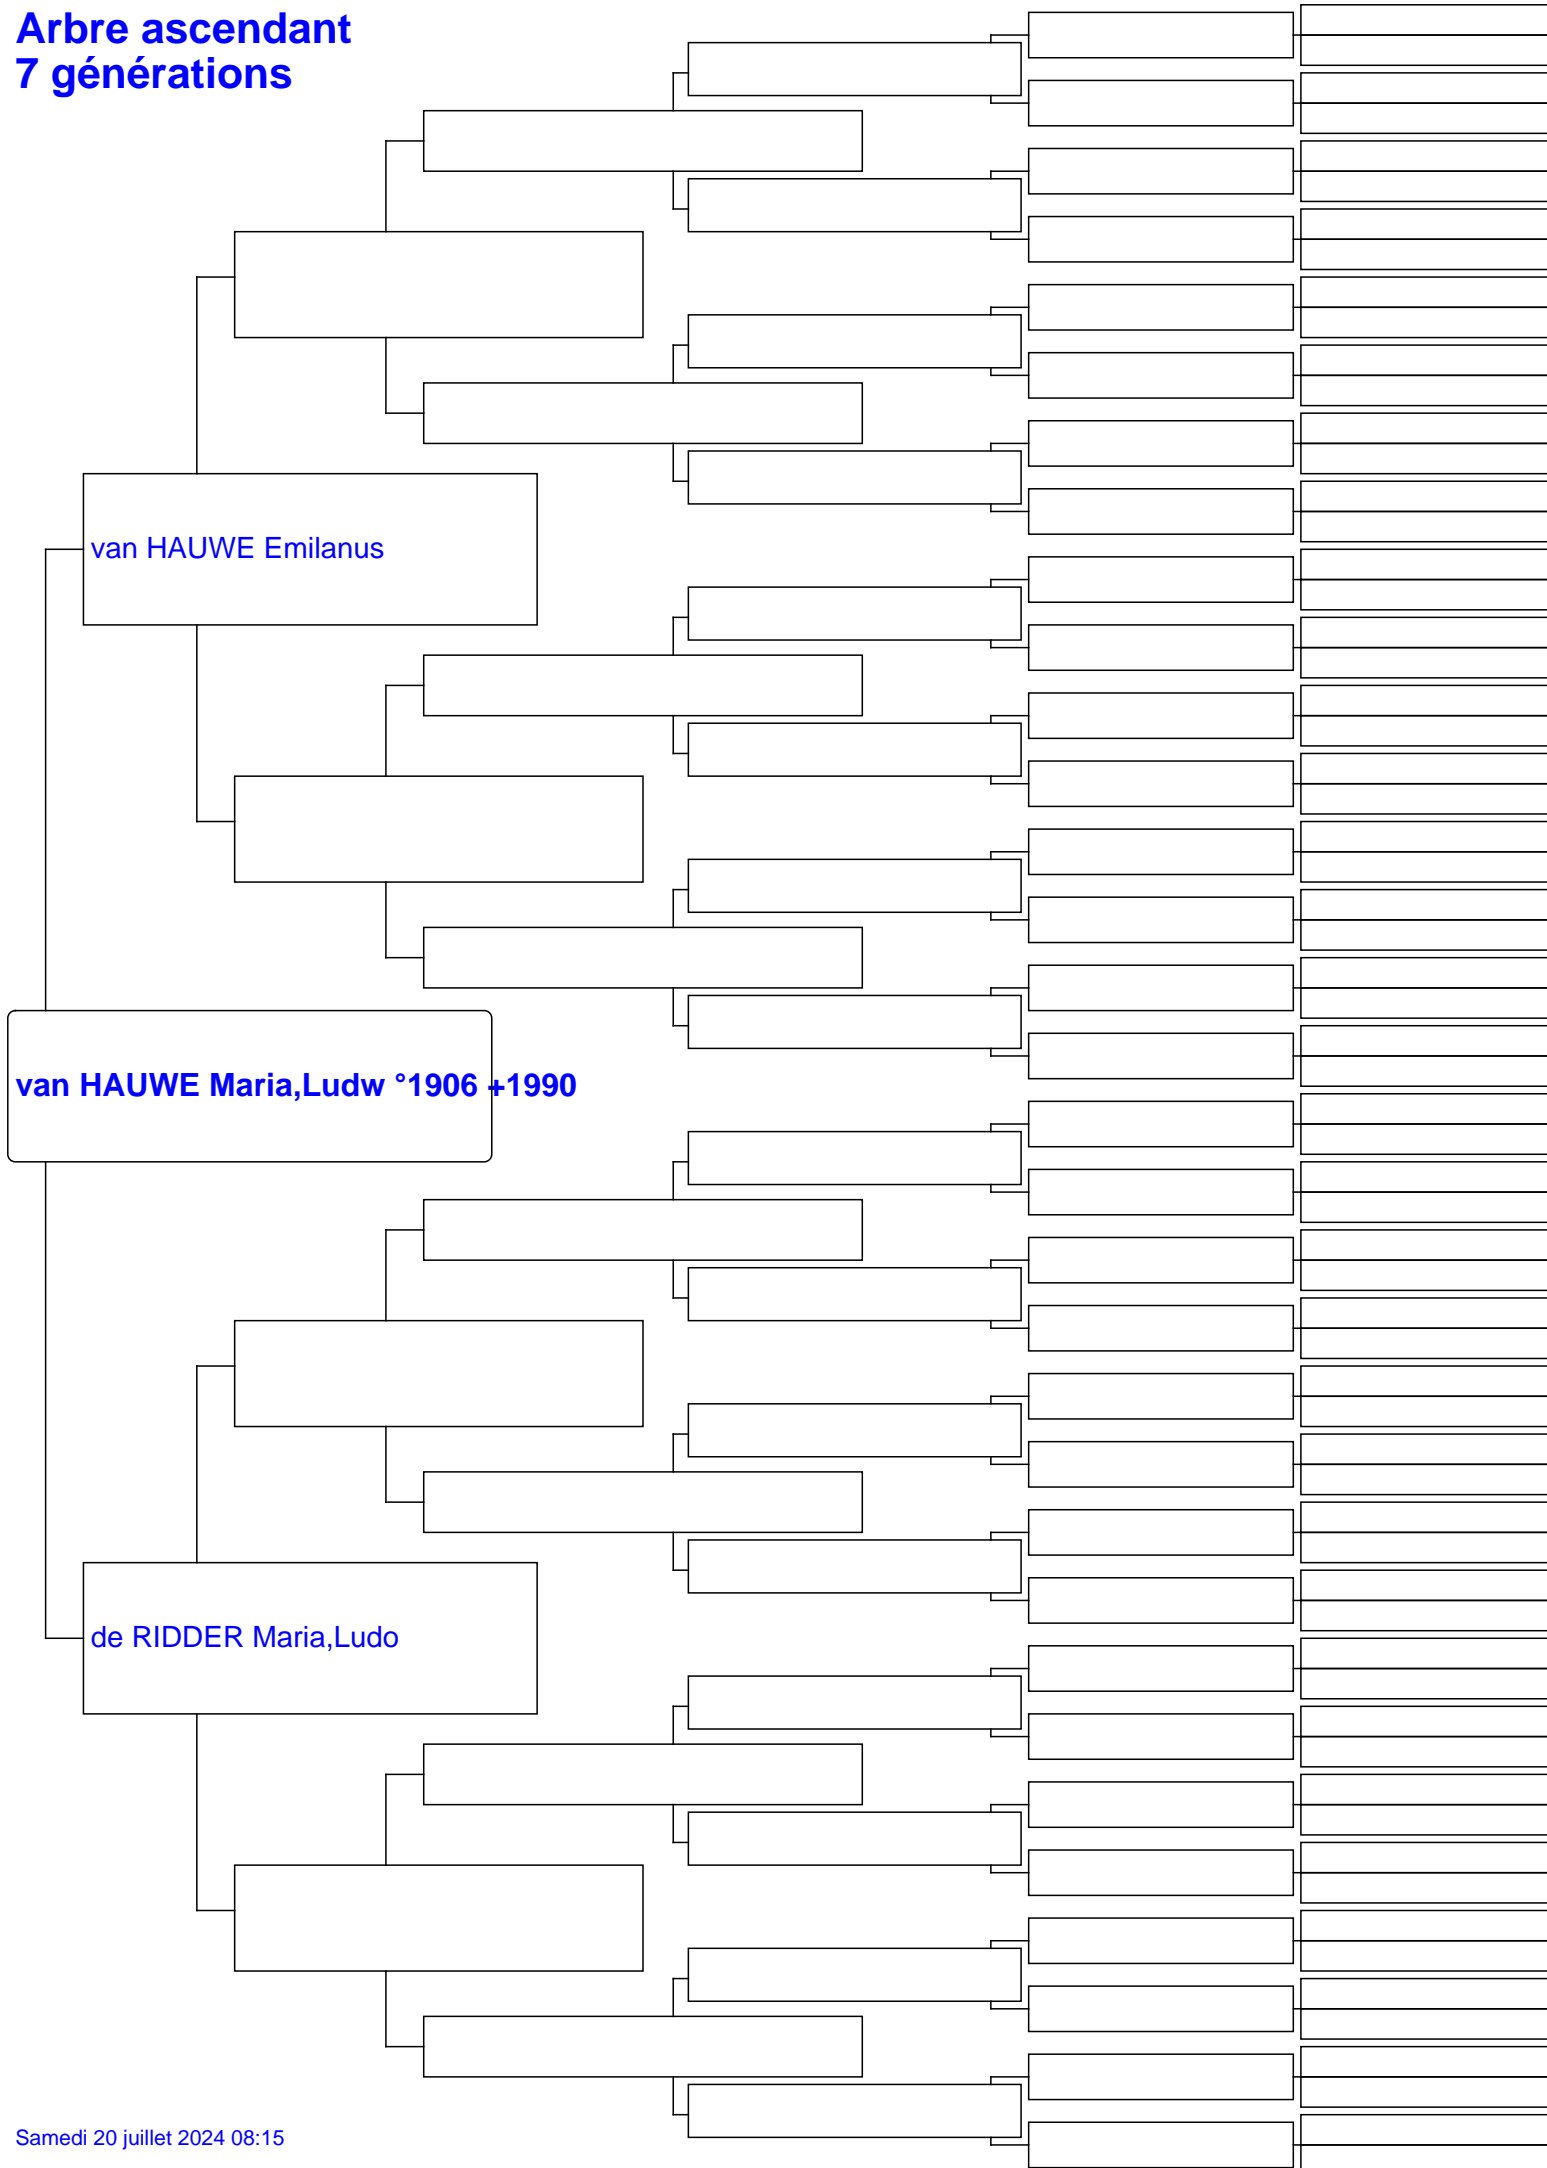 Arbre ascendant
7 générations
van HAUWE Emilanus
van HAUWE Maria,Ludw °1906 +1990
de RIDDER Maria,Ludo
Samedi 20 juillet 2024 08:15